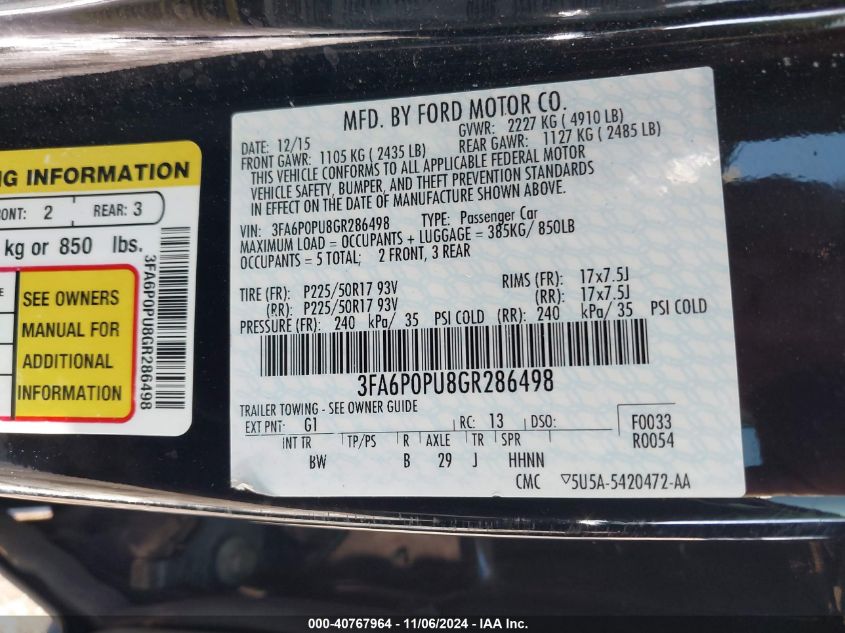 NG INFORMATION
ONT: 2 REAR: 3
kg or 850 lbs.
SEE OWNERS
MANUAL FOR
ADDITIONAL
INFORMATION
3FA6P0PU8GR286498
MFD. BY FORD MOTOR CO.
DATE: 12/15 GVWR: 2227 KG ( 4910 LB)
FRONT GAWR: 1105 KG ( 2435 LB) REAR GAWR: 1127 KG ( 2485 LB)
THIS VEHICLE CONFORMS TO ALL APPLICABLE FEDERAL MOTOR
VEHICLE SAFETY, BUMPER, AND THEFT PREVENTION STANDARDS
IN EFFECT ON THE DATE OF MANUFACTURE SHOWN ABOVE.
VIN: 3FA6P0PU8GR286498 TYPE: Passenger Car
MAXIMUM LOAD = OCCUPANTS + LUGGAGE = 385KG/ 850LB
OCCUPANTS = 5 TOTAL; 2 FRONT, 3 REAR
TIRE (FR): P225/50R17 93V RIMS (FR): 17x7.5J
(RR): P225/50R17 93V (RR): 17x7.5J
PRESSURE (FR): 240 kPa/ 35 PSI COLD (RR): 240 kPa/ 35 PSI COLD
3FA6P0PU8GR286498
TRAILER TOWING - SEE OWNER GUIDE
EXT PNT: G1 RC: 13 DSO: F0033
R0054
INT TR TP/PS R AXLE TR SPR
BW B 29 J HHNN
CMC 5U5A-5420472-AA
000-40767964 - 11/06/2024 - IAA Inc.